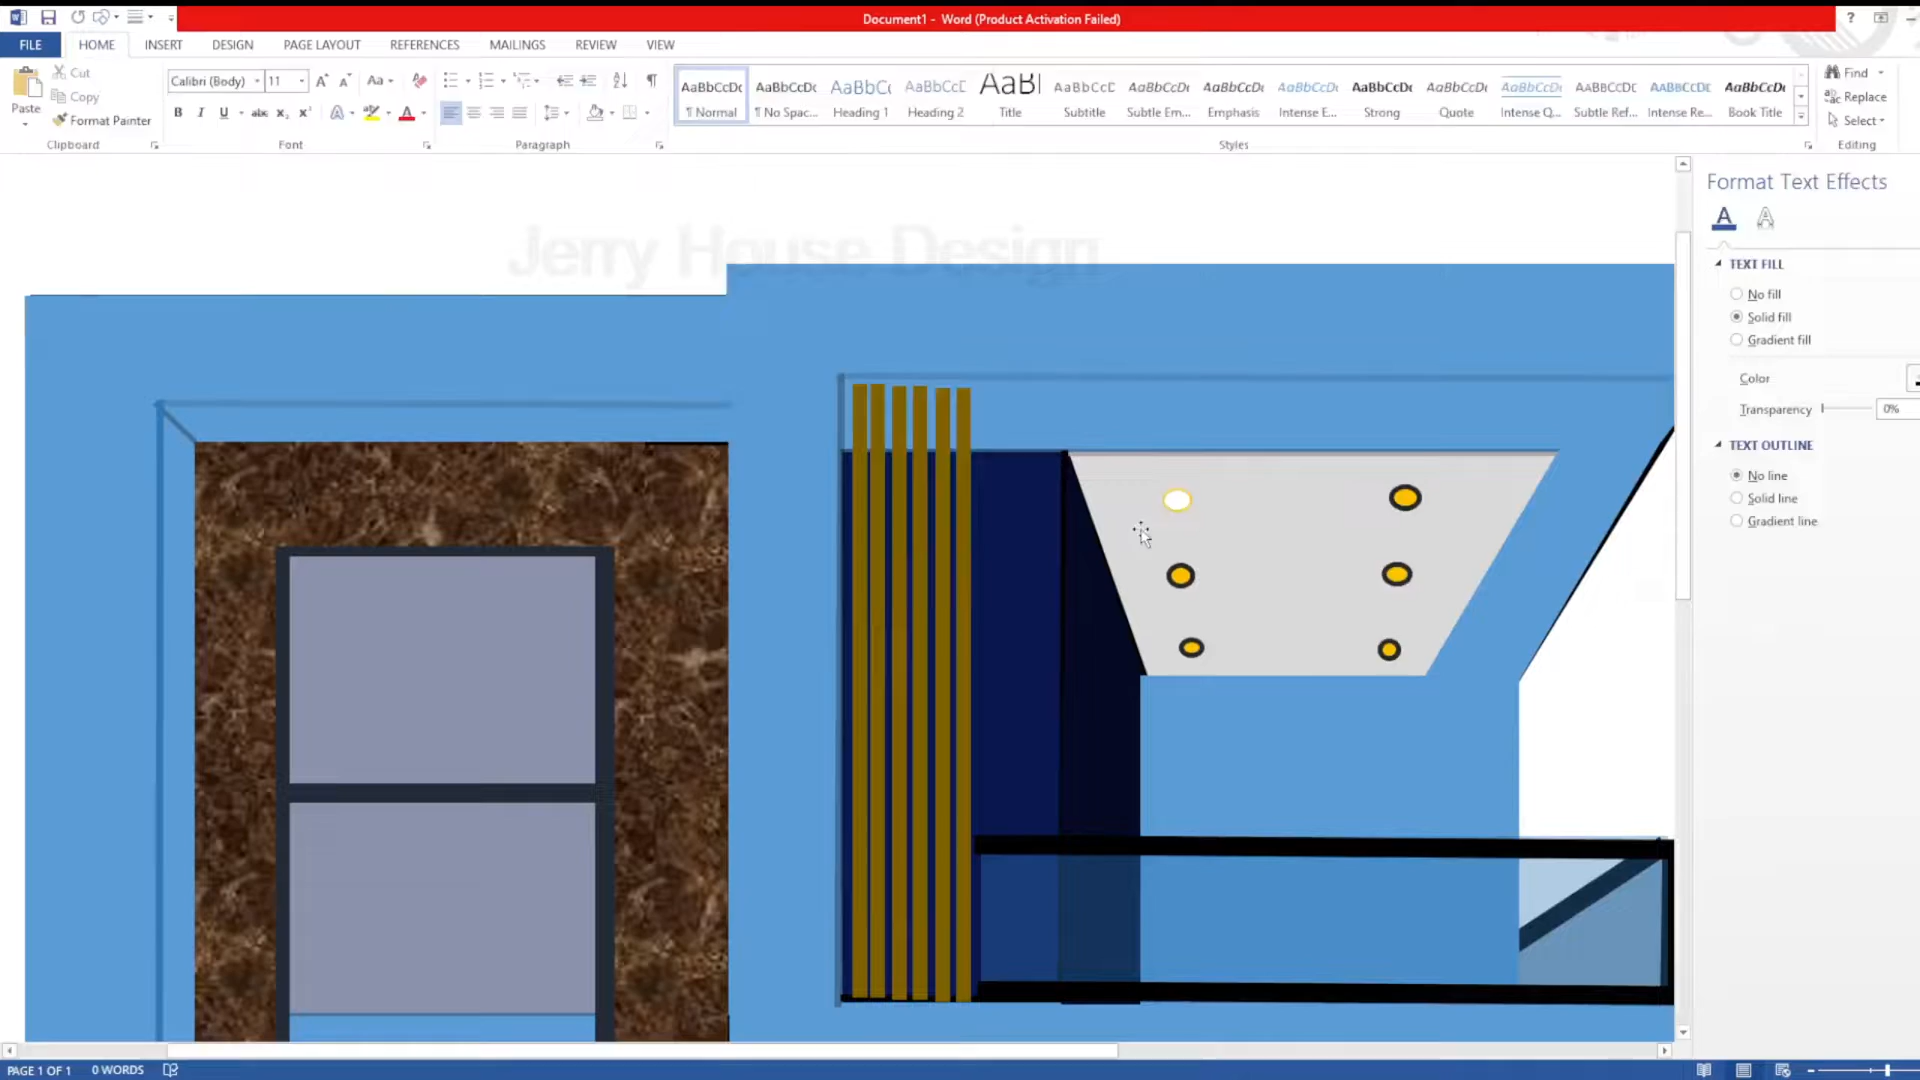 Document1 - Word (Product Activation Failed)
?
FILE HOME INSERT DESIGN PAGE LAYOUT REFERENCES MAILINGS REVIEW VIEW
Paste
Cut
Copy
Format Painter
Clipboard
Calibri (Body) 11
Font
Paragraph
AaBbCcDc AaBbCcDc AaBbCc AaBbCcC AaBl AaBbCcC AaBbCcDc AaBbCcDc AaBbCcDc AaBbCcDc AaBbCcDc AaBbCcDc AABBCCDC AABBCCDC AaBbCcDc
¶ Normal ¶ No Spac... Heading 1 Heading 2 Title Subtitle Subtle Em... Emphasis Intense E... Strong Quote Intense Q... Subtle Ref... Intense Re... Book Title
Styles
Find
Replace
Select
Editing
Jerry House Design
Format Text Effects
TEXT FILL
No fill
Solid fill
Gradient fill
Color
Transparency 0%
TEXT OUTLINE
No line
Solid line
Gradient line
PAGE 1 OF 1 0 WORDS